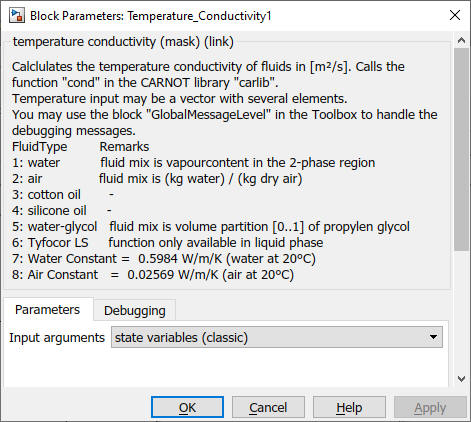 Block Parameters: Temperature_Conductivity1
temperature conductivity (mask) (link)
Calclulates the temperature conductivity of fluids in [m²/s]. Calls the
function "cond" in the CARNOT library "carlib".
Temperature input may be a vector with several elements.
You may use the block "GlobalMessageLevel" in the Toolbox to handle the
debugging messages.
FluidType Remarks
1: water fluid mix is vapourcontent in the 2-phase region
2: air fluid mix is (kg water) / (kg dry air)
3: cotton oil -
4: silicone oil -
5: water-glycol fluid mix is volume partition [0..1] of propylen glycol
6: Tyfocor LS function only available in liquid phase
7: Water Constant = 0.5984 W/m/K (water at 20°C)
8: Air Constant = 0.02569 W/m/K (air at 20°C)
Parameters Debugging
Input arguments state variables (classic)
OK Cancel Help Apply